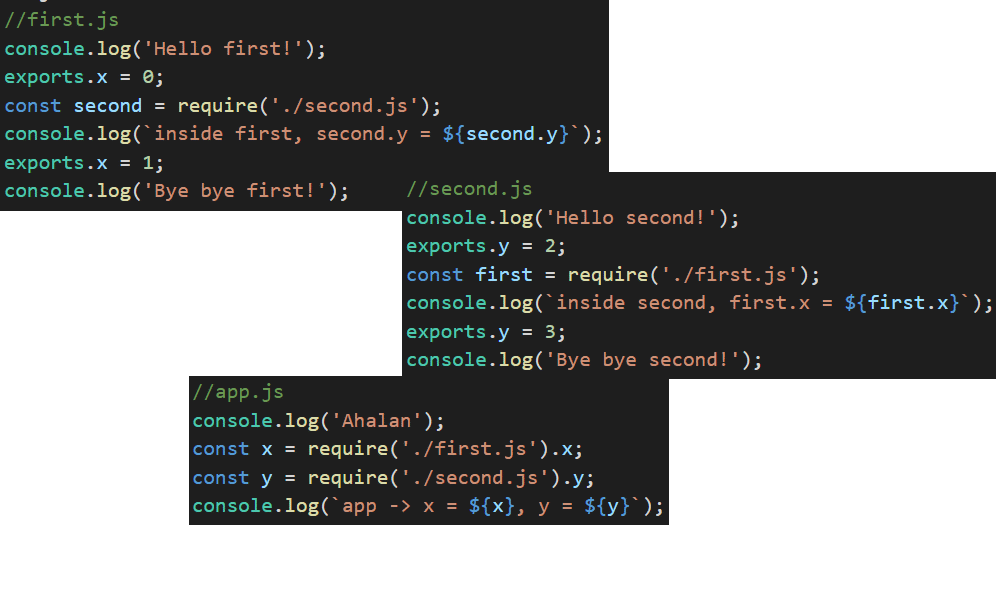 //first.js
console.log('Hello first!');
exports.x = 0;
const second = require('./second.js');
console.log(`inside first, second.y = ${second.y}`);
exports.x = 1;
console.log('Bye bye first!');
//second.js
console.log('Hello second!');
exports.y = 2;
const first = require('./first.js');
console.log(`inside second, first.x = ${first.x}`);
exports.y = 3;
console.log('Bye bye second!');
//app.js
console.log('Ahalan');
const x = require('./first.js').x;
const y = require('./second.js').y;
console.log(`app -> x = ${x}, y = ${y}`);